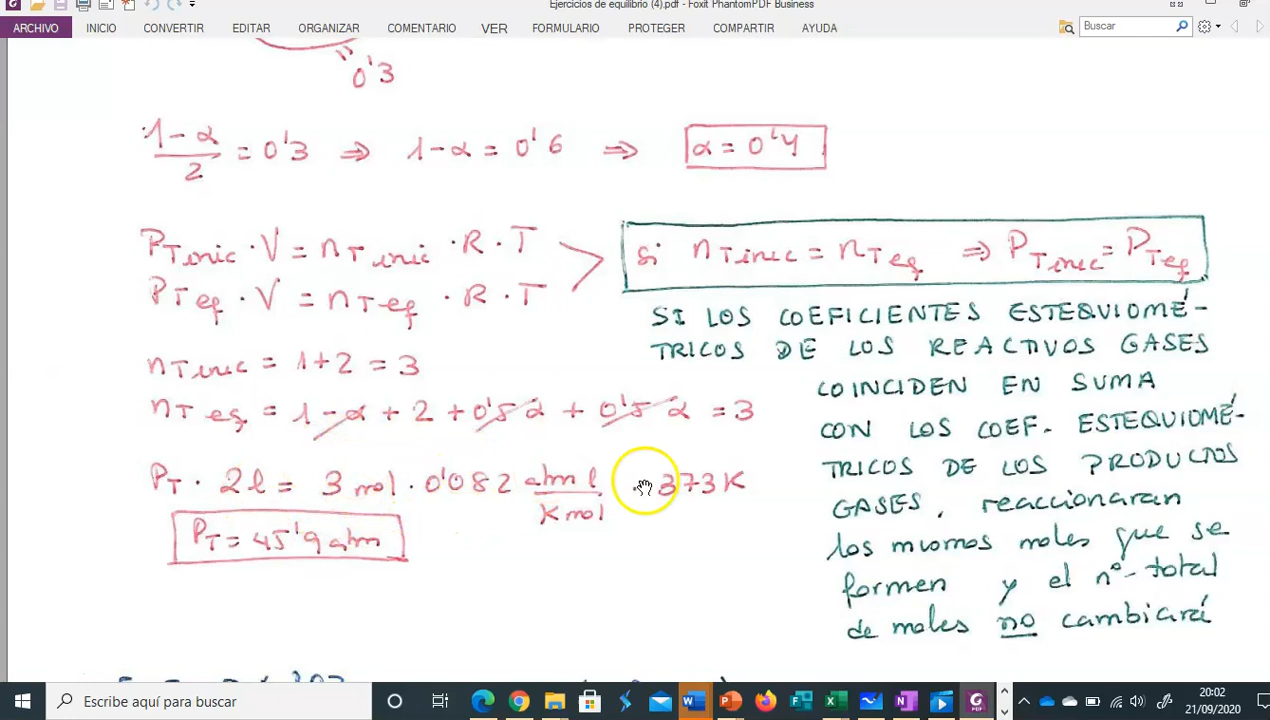 Ejercicios de equilibrio (4).pdf - Foxit PhantomPDF Business
ARCHIVO INICIO CONVERTIR EDITAR ORGANIZAR COMENTARIO VER FORMULARIO PROTEGER COMPARTIR AYUDA Buscar
0'3
1-α/2 = 0'3 ⇒ 1-α = 0'6 ⇒ α = 0'4
PTinic · V = nTinic · R · T
PTeq · V = nTeq · R · T
si nTinic = nTeq ⇒ PTinic = PTeq
nTinic = 1+2 = 3
nTeq = 1-α + 2 + 0'5α + 0'5α = 3
PT · 2l = 3 mol · 0'082 atm l / K mol · 373 K
PT = 45'9 atm
SI LOS COEFICIENTES ESTEQUIOMÉ-
TRICOS DE LOS REACTIVOS GASES
COINCIDEN EN SUMA
CON LOS COEF. ESTEQUIOMÉ-
TRICOS DE LOS PRODUCTOS
GASES, reaccionaran
los mismos moles que se
formen y el nº total
de moles no cambiará
Escribe aquí para buscar
20:02
21/09/2020